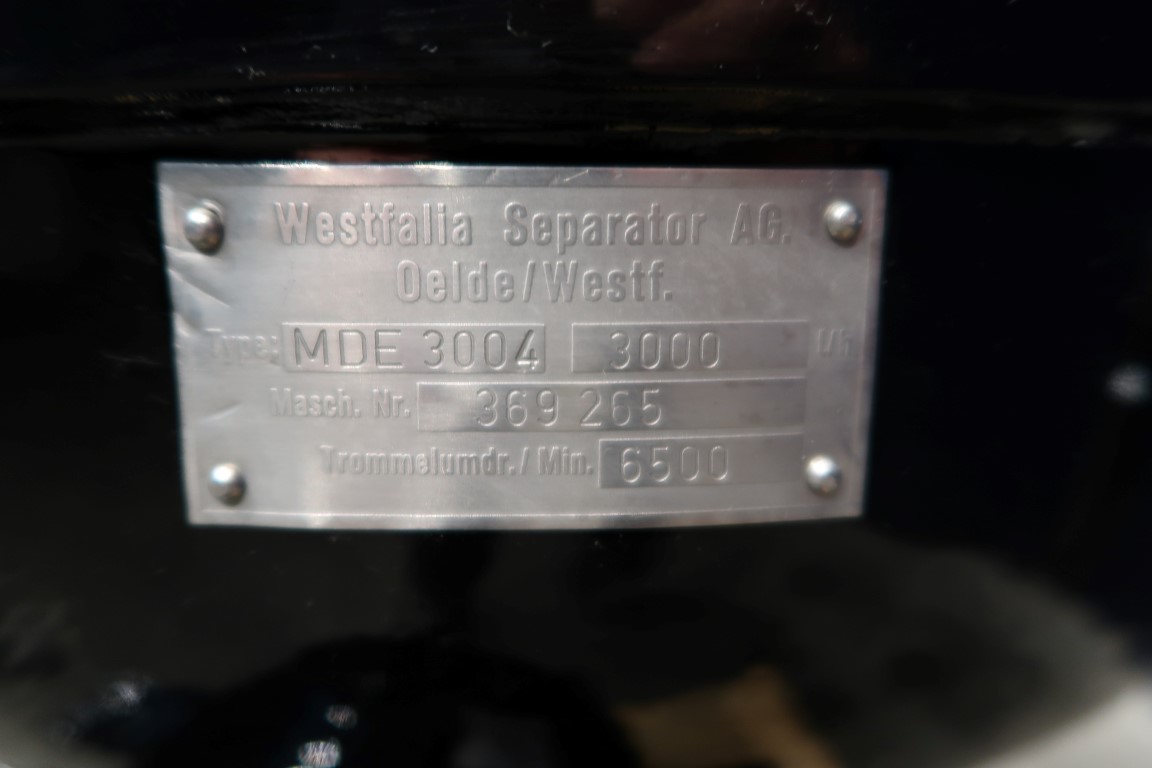 Westfalia Separator AG.
Oelde/Westf.
Type: MDE 3004 3000 l/h
Masch. Nr. 369 265
Trommelumdr./Min. 6500